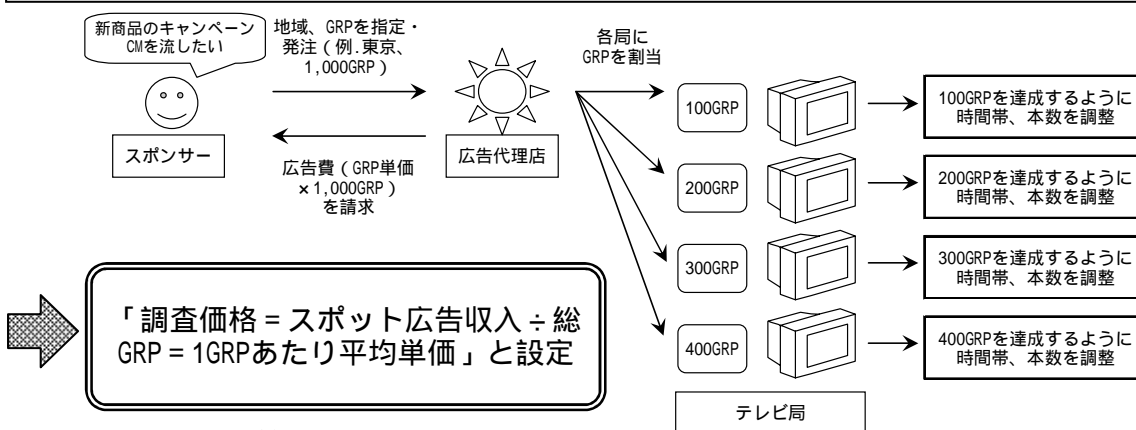 新商品のキャンペーン
CMを流したい
スポンサー
地域、GRPを指定・
発注（例.東京、
1,000GRP）
広告費（GRP単価
×1,000GRP）
を請求
広告代理店
各局に
GRPを割当
100GRP
100GRPを達成するように
時間帯、本数を調整
200GRP
200GRPを達成するように
時間帯、本数を調整
300GRP
300GRPを達成するように
時間帯、本数を調整
400GRP
400GRPを達成するように
時間帯、本数を調整
テレビ局
「調査価格＝スポット広告収入÷総
GRP＝1GRPあたり平均単価」と設定